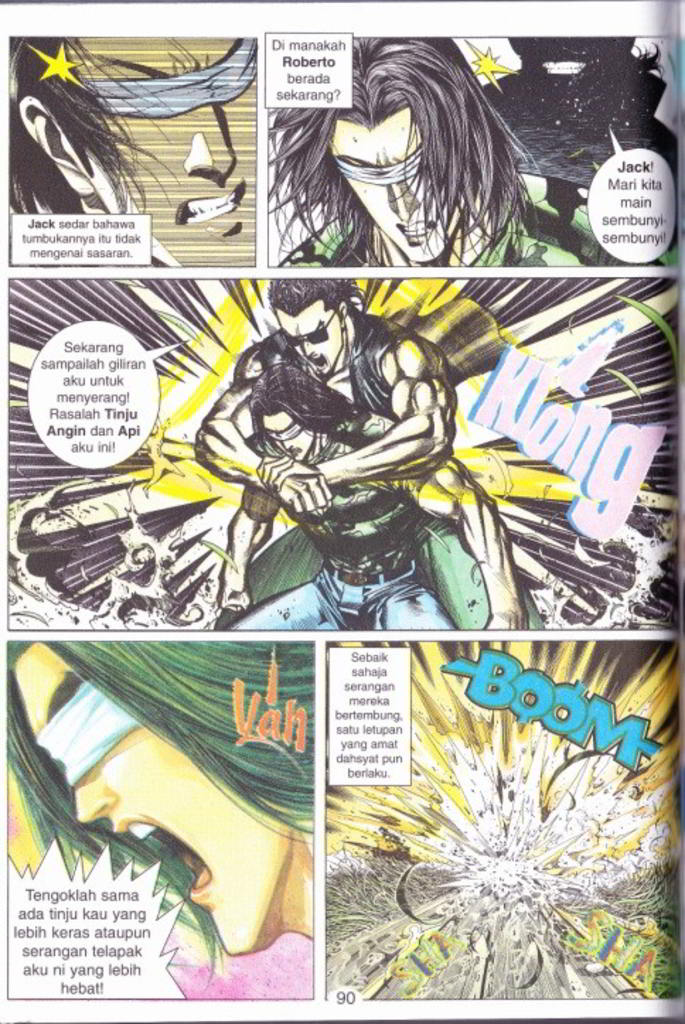 Jack sedar bahawa
tumbukannya itu tidak
mengenai sasaran.
Di manakah
Roberto
berada
sekarang?
Jack!
Mari kita
main
sembunyi-
sembunyi!
Sekarang
sampailah giliran
aku untuk
menyerang!
Rasalah Tinju
Angin dan Api
aku ini!
Klong
Yah
Tengoklah sama
ada tinju kau yang
lebih keras ataupun
serangan telapak
aku ni yang lebih
hebat!
Sebaik
sahaja
serangan
mereka
bertembung,
satu letupan
yang amat
dahsyat pun
berlaku.
BOOM
SHA
SHA
90